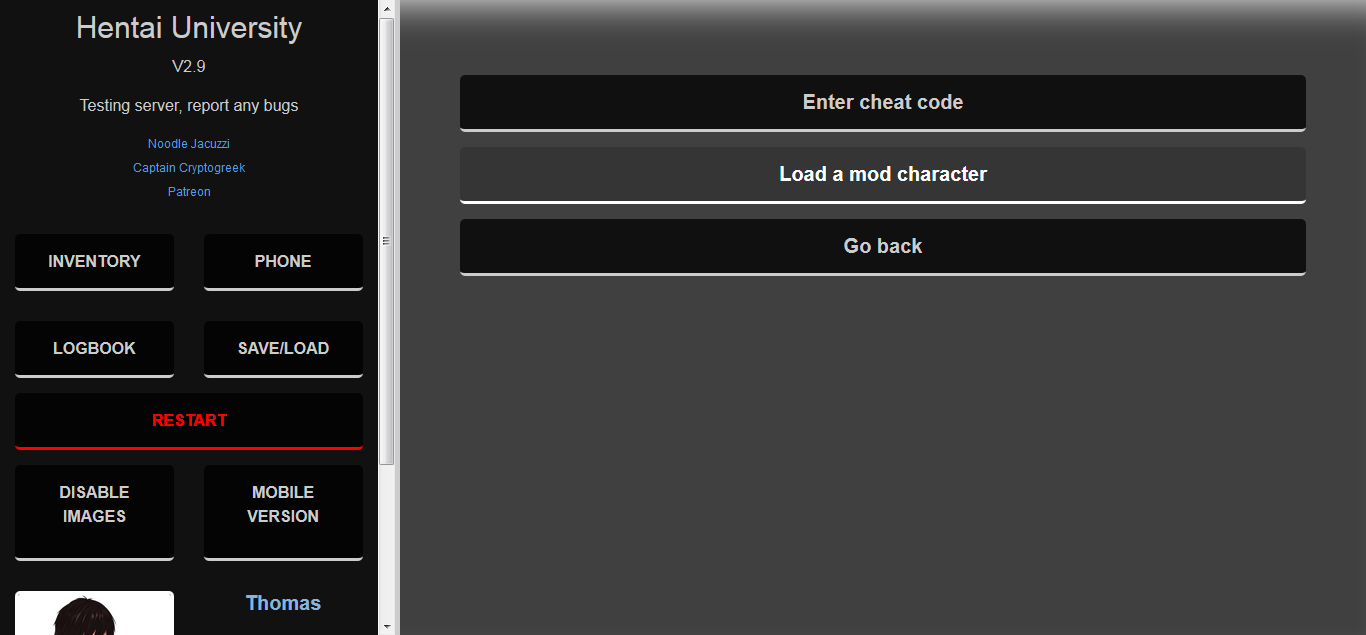 Hentai University
V2.9
Testing server, report any bugs
Noodle Jacuzzi
Captain Cryptogreek
Patreon
INVENTORY
PHONE
LOGBOOK
SAVE/LOAD
RESTART
DISABLE
IMAGES
MOBILE
VERSION
Thomas
Enter cheat code
Load a mod character
Go back